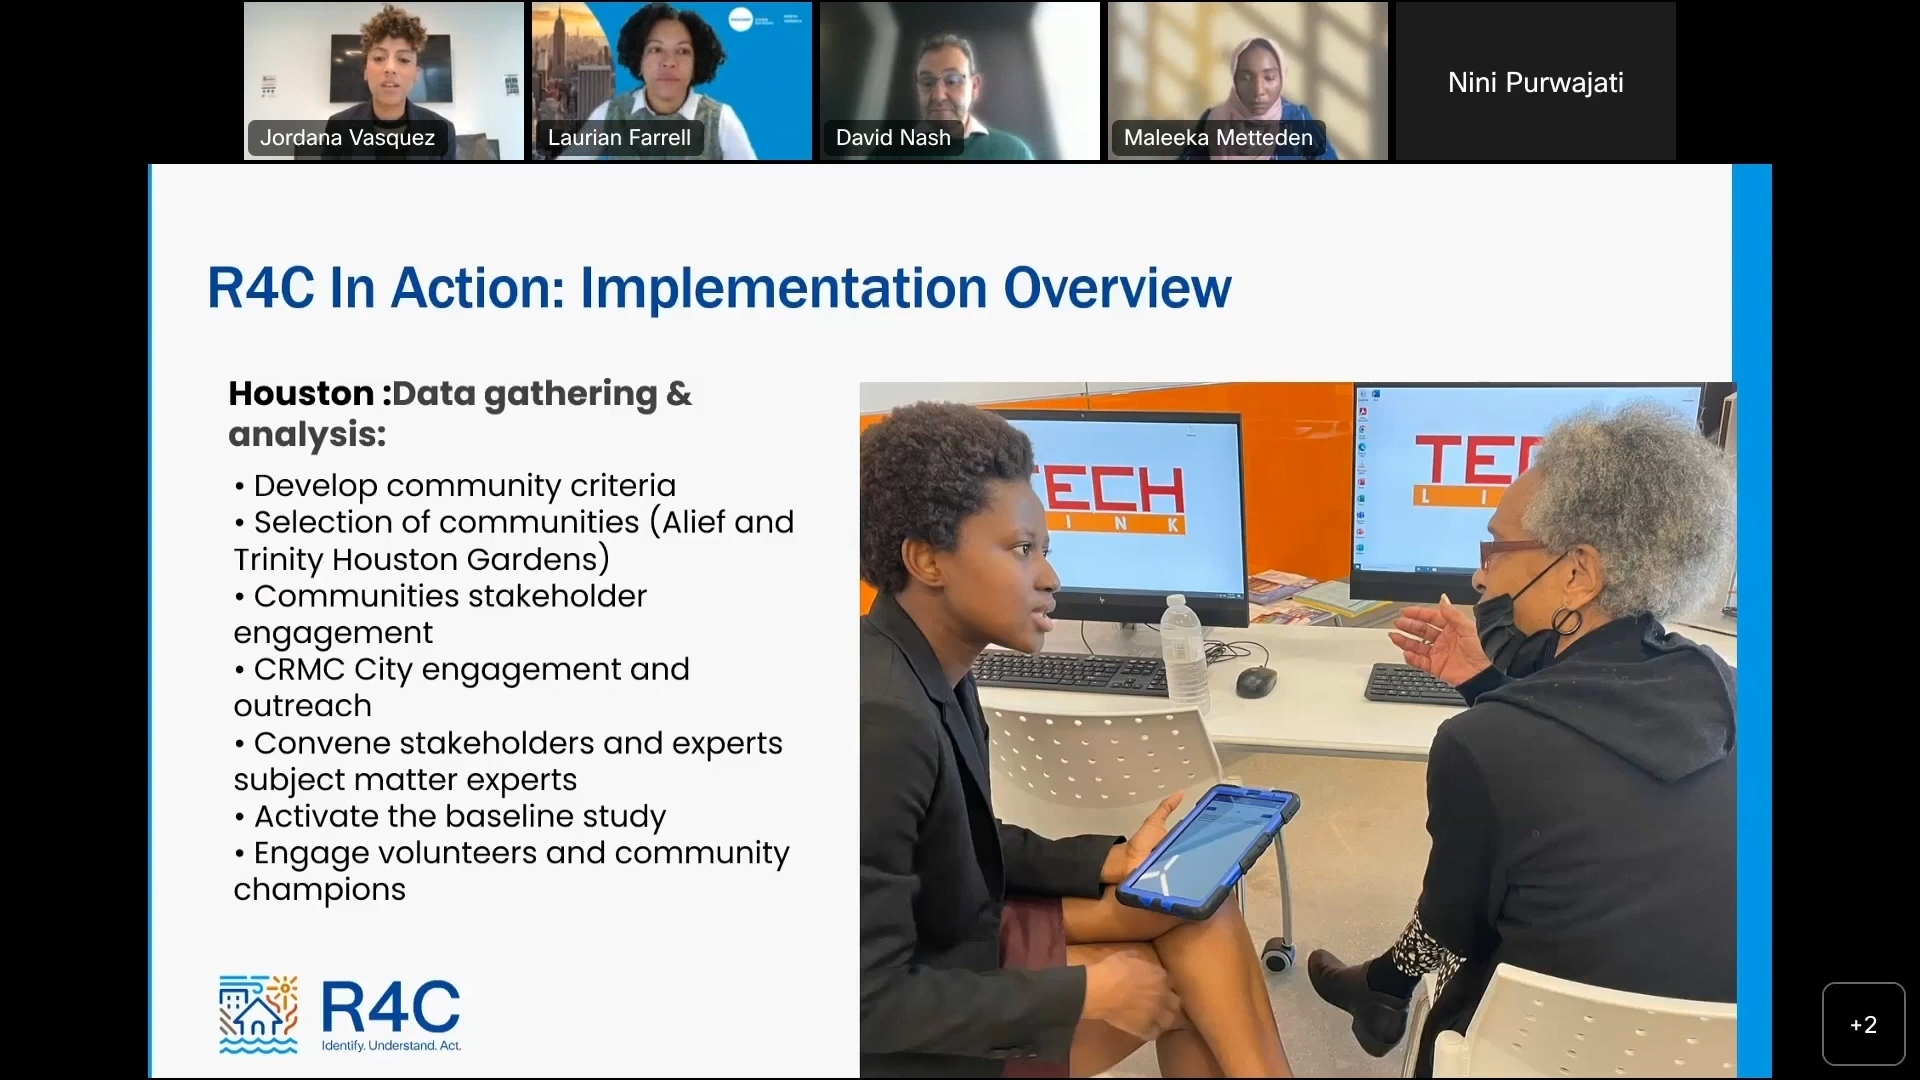 Jordana Vasquez
Laurian Farrell
David Nash
Maleeka Metteden
Nini Purwajati
R4C In Action: Implementation Overview
Houston :Data gathering &
analysis:
• Develop community criteria
• Selection of communities (Alief and
Trinity Houston Gardens)
• Communities stakeholder
engagement
• CRMC City engagement and
outreach
• Convene stakeholders and experts
subject matter experts
• Activate the baseline study
• Engage volunteers and community
champions
ECH
INK
TE
LI
R4C
Identify. Understand. Act.
+2